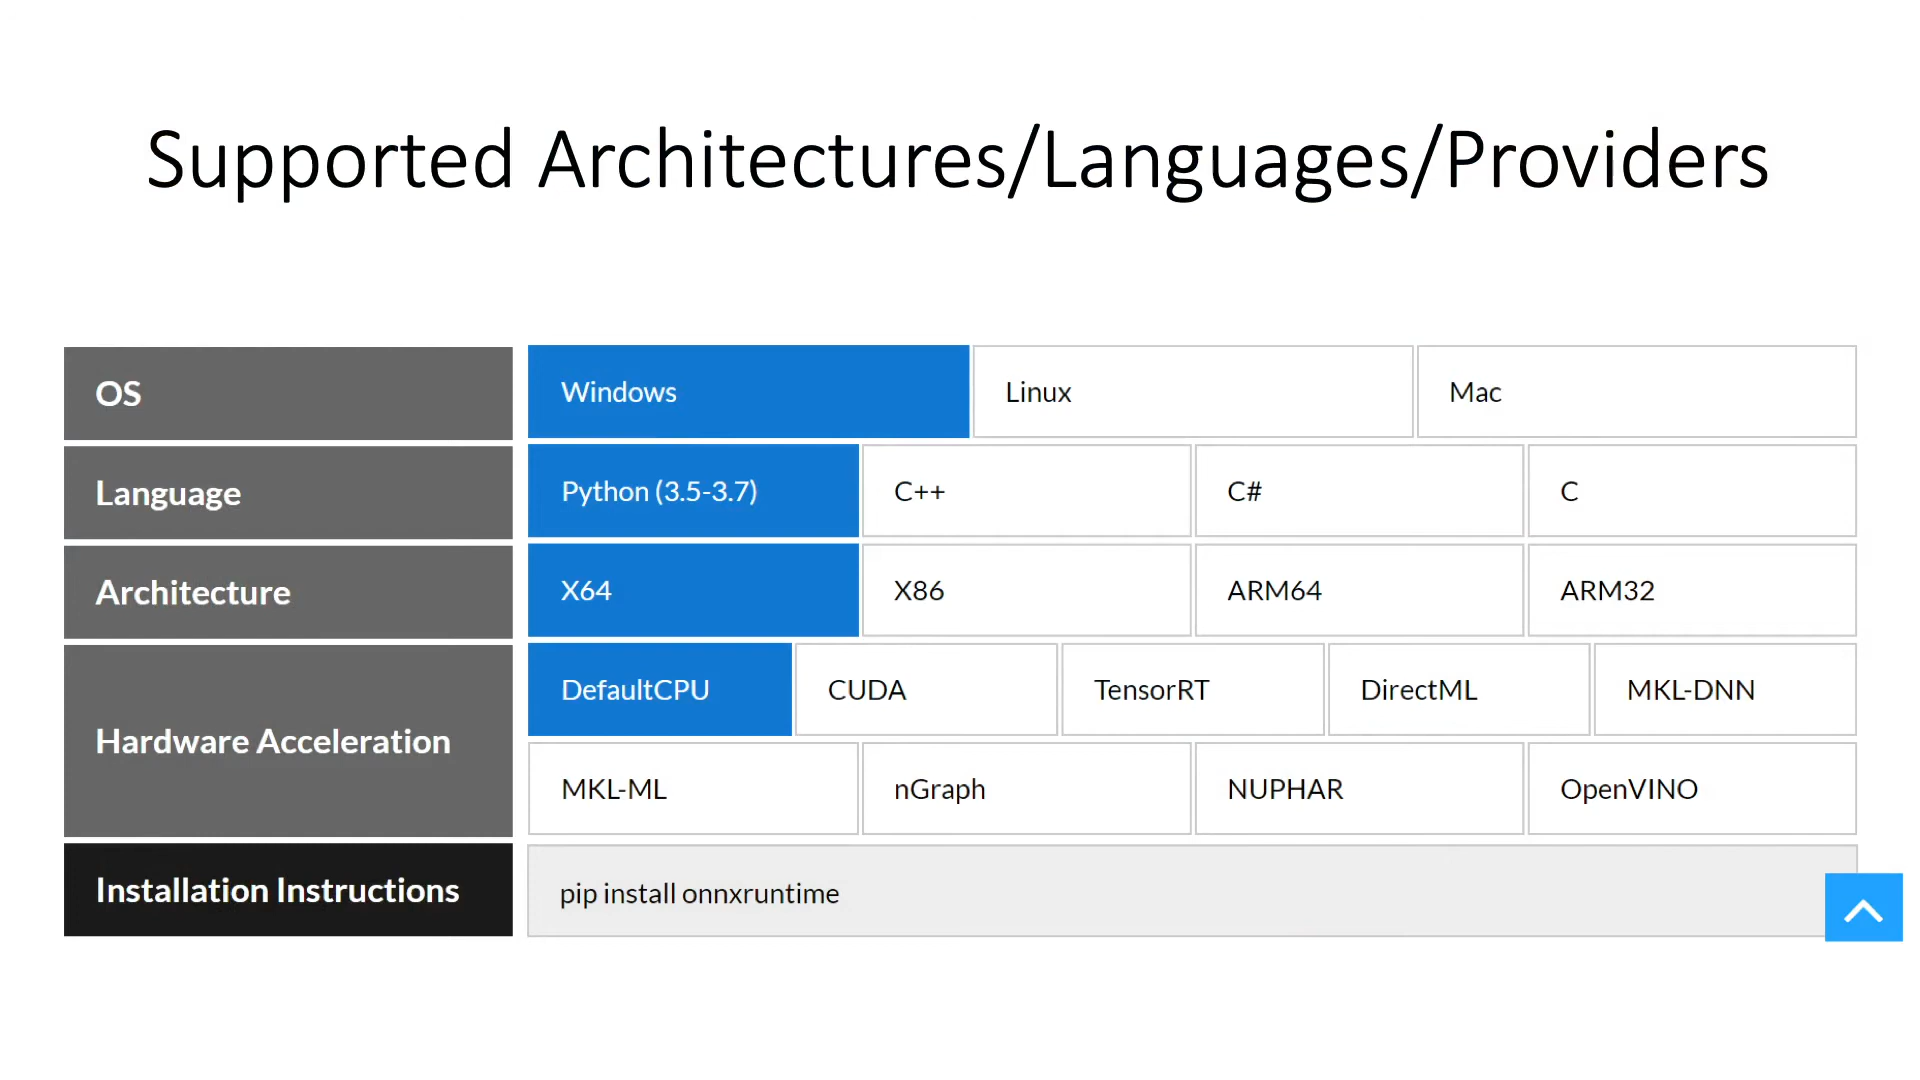 Supported Architectures/Languages/Providers
OS Windows Linux Mac
Language Python (3.5-3.7) C++ C# C
Architecture X64 X86 ARM64 ARM32
Hardware Acceleration DefaultCPU CUDA TensorRT DirectML MKL-DNN
MKL-ML nGraph NUPHAR OpenVINO
Installation Instructions pip install onnxruntime